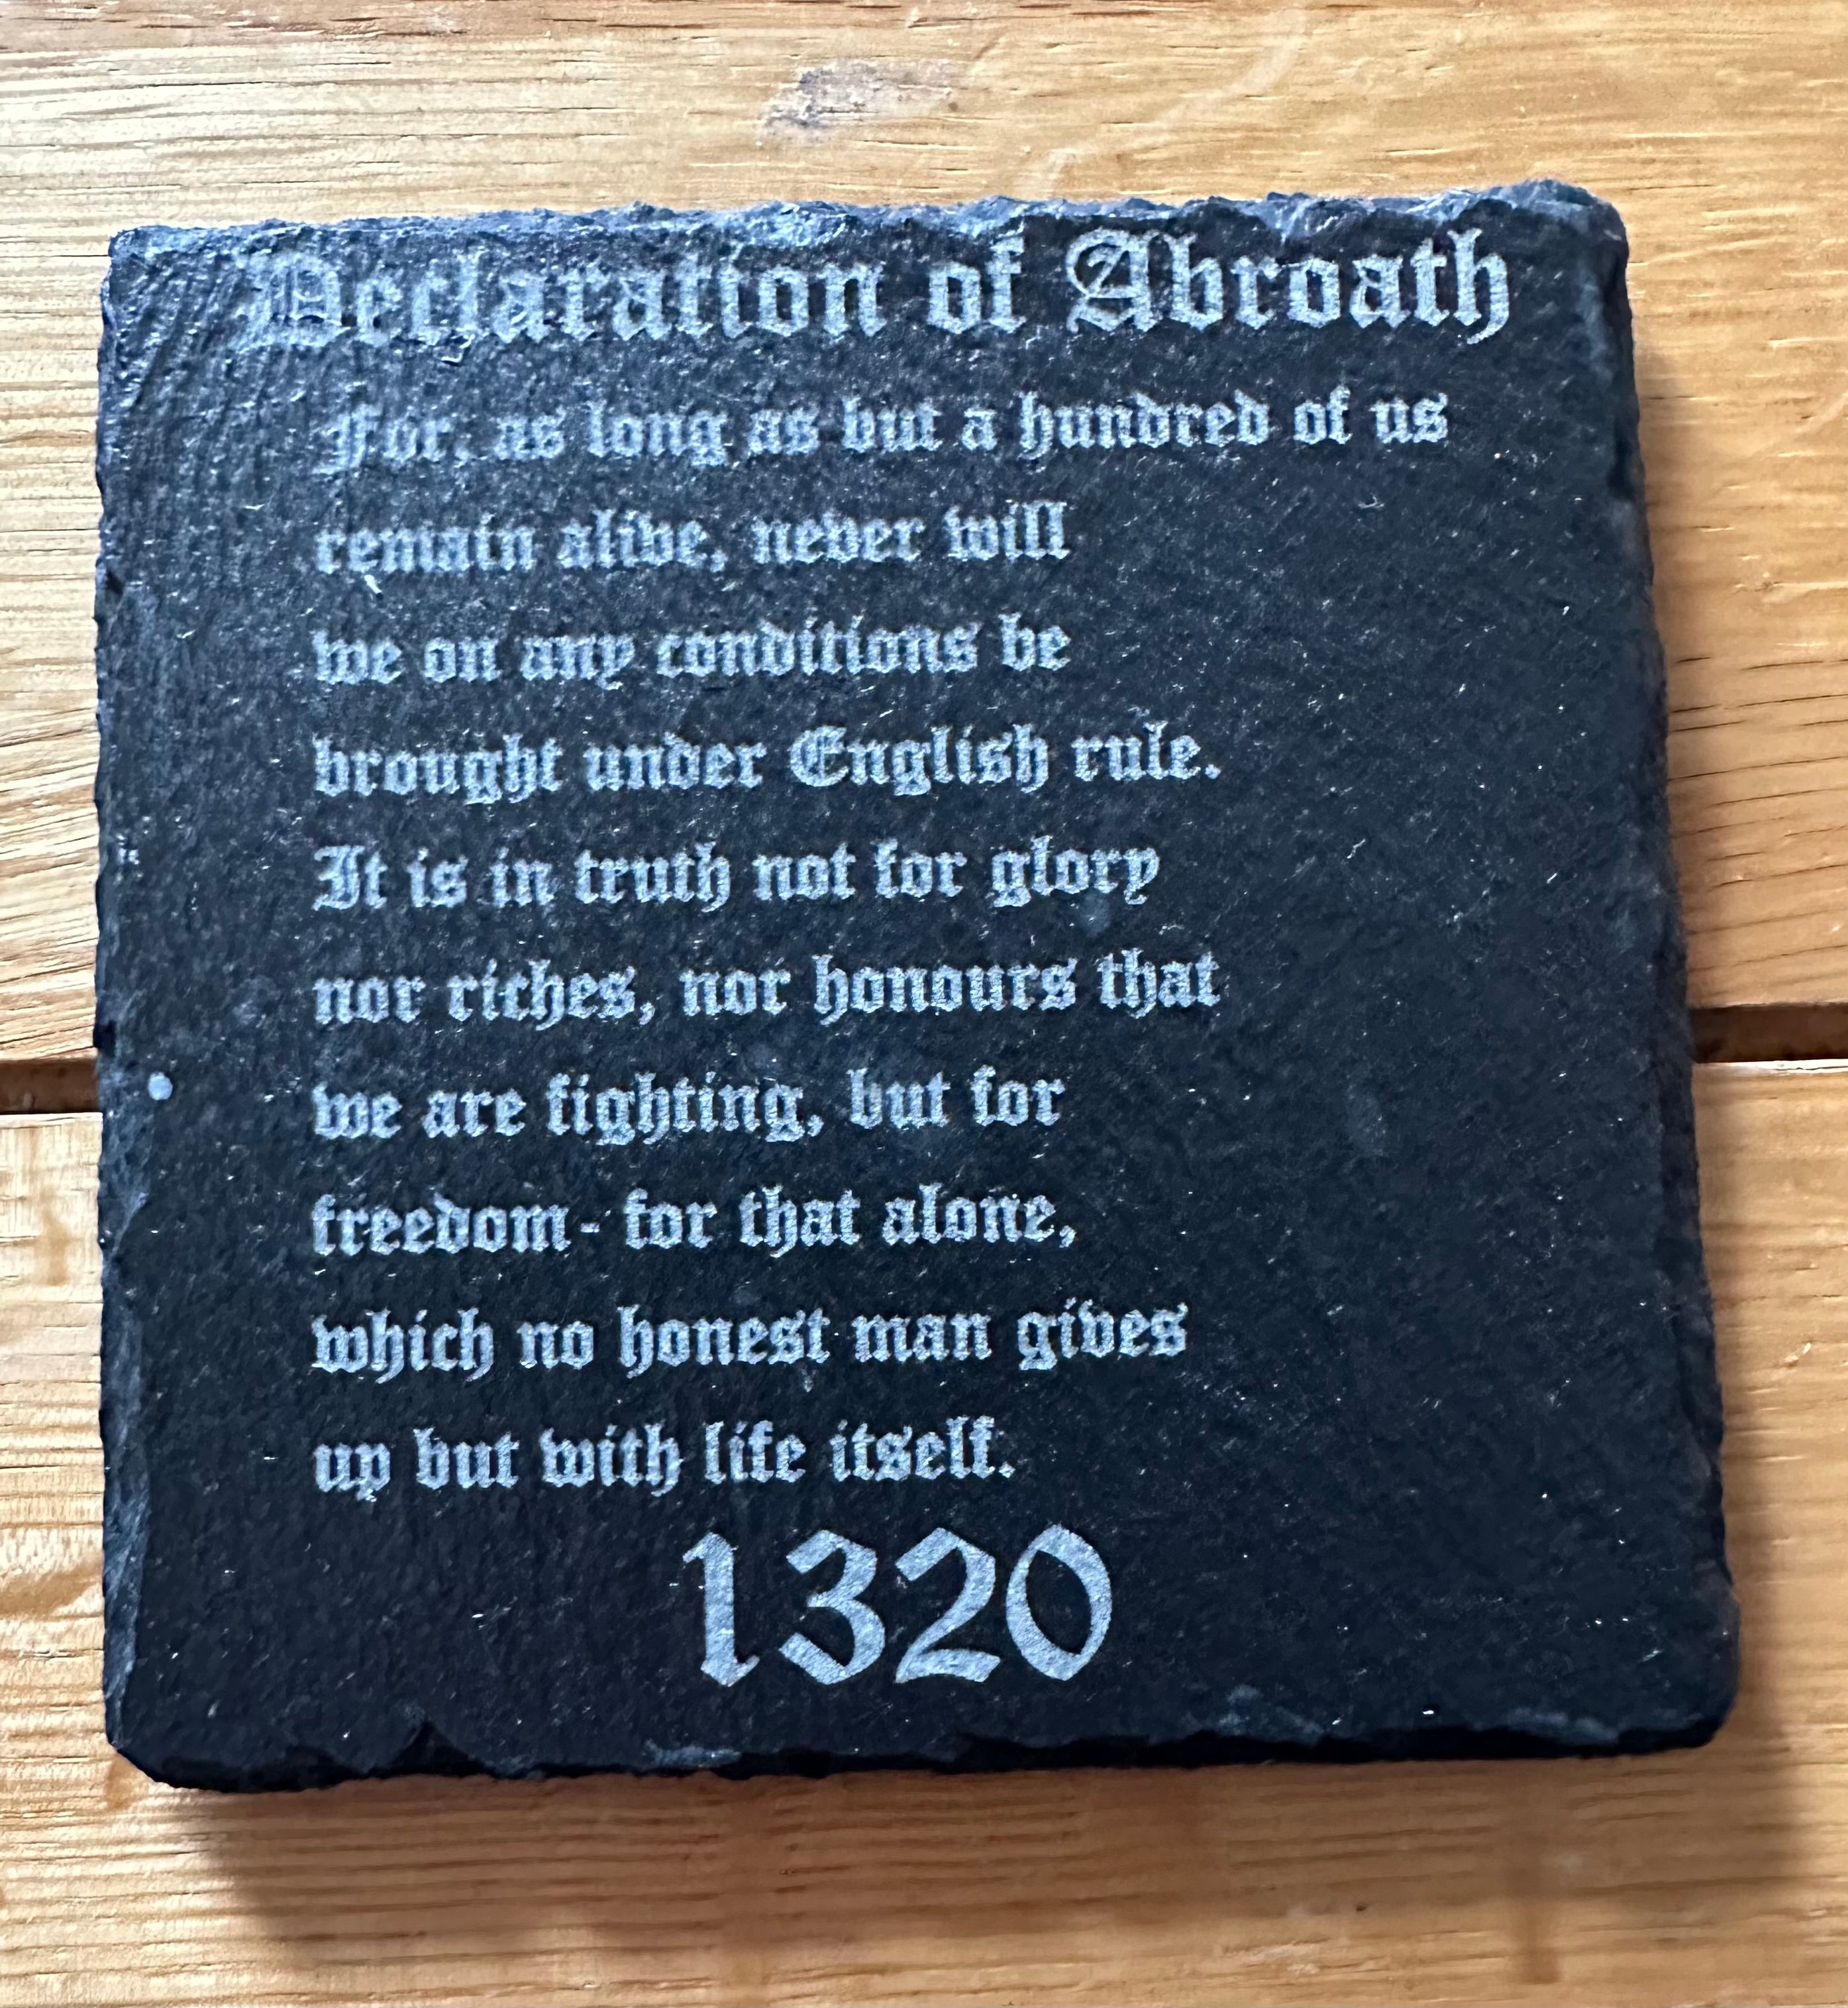 Declaration of Abroath
For, as long as but a hundred of us
remain alive, never will
we on any conditions be
brought under English rule.
It is in truth not for glory
nor riches, nor honours that
we are fighting, but for
freedom- for that alone,
which no honest man gives
up but with life itself.
1320